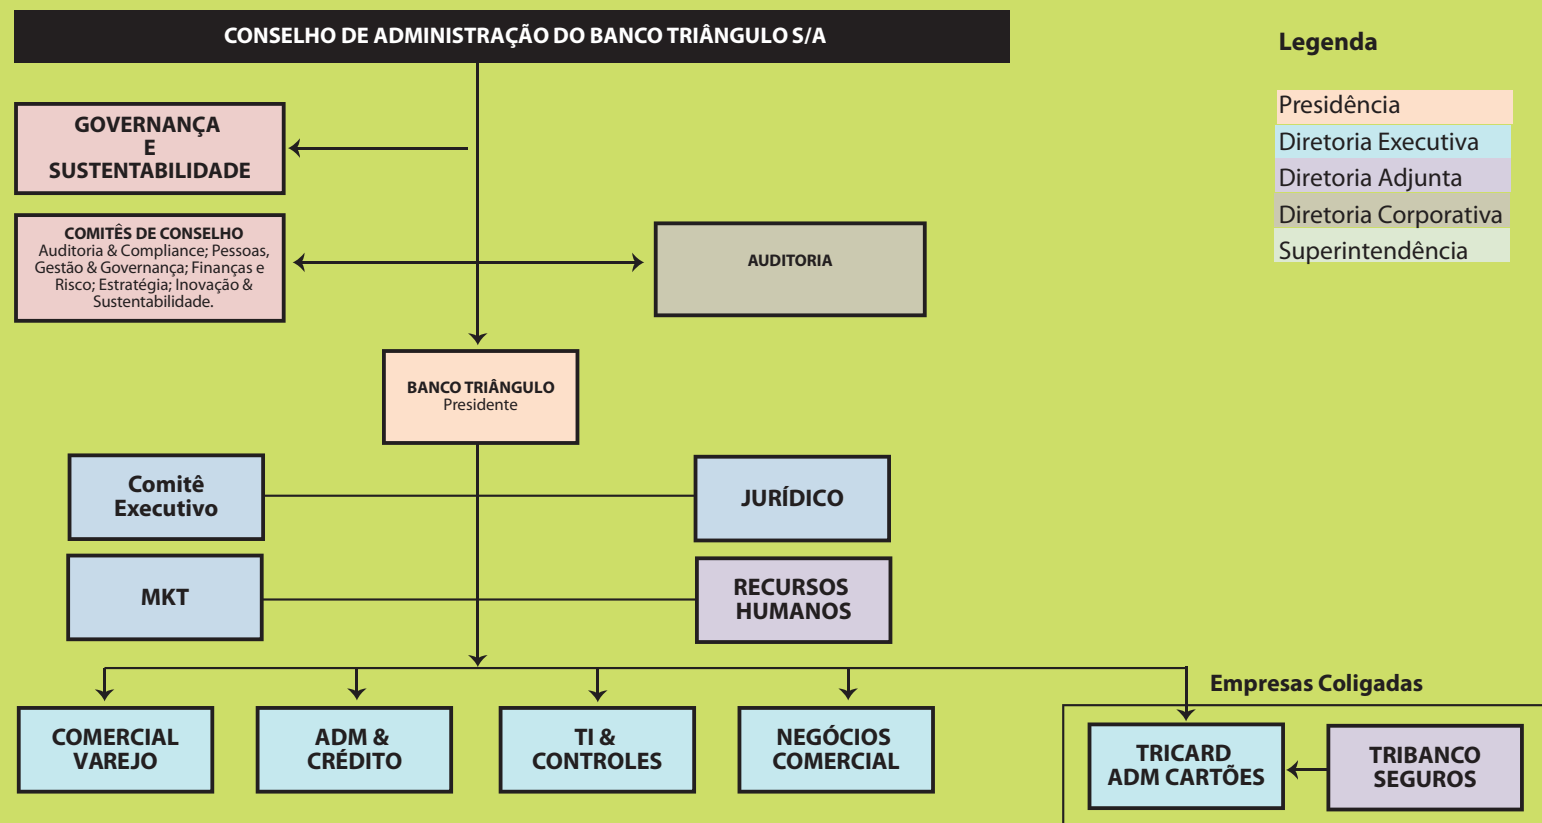 CONSELHO DE ADMINISTRAÇÃO DO BANCO TRIÂNGULO S/A
Legenda
Presidência
Diretoria Executiva
Diretoria Adjunta
Diretoria Corporativa
Superintendência
GOVERNANÇA
E
SUSTENTABILIDADE
COMITÊS DE CONSELHO
Auditoria & Compliance; Pessoas,
Gestão & Governança; Finanças e
Risco; Estratégia; Inovação &
Sustentabilidade.
AUDITORIA
BANCO TRIÂNGULO
Presidente
Comitê
Executivo
JURÍDICO
MKT
RECURSOS
HUMANOS
Empresas Coligadas
COMERCIAL
VAREJO
ADM &
CRÉDITO
TI &
CONTROLES
NEGÓCIOS
COMERCIAL
TRICARD
ADM CARTÕES
TRIBANCO
SEGUROS